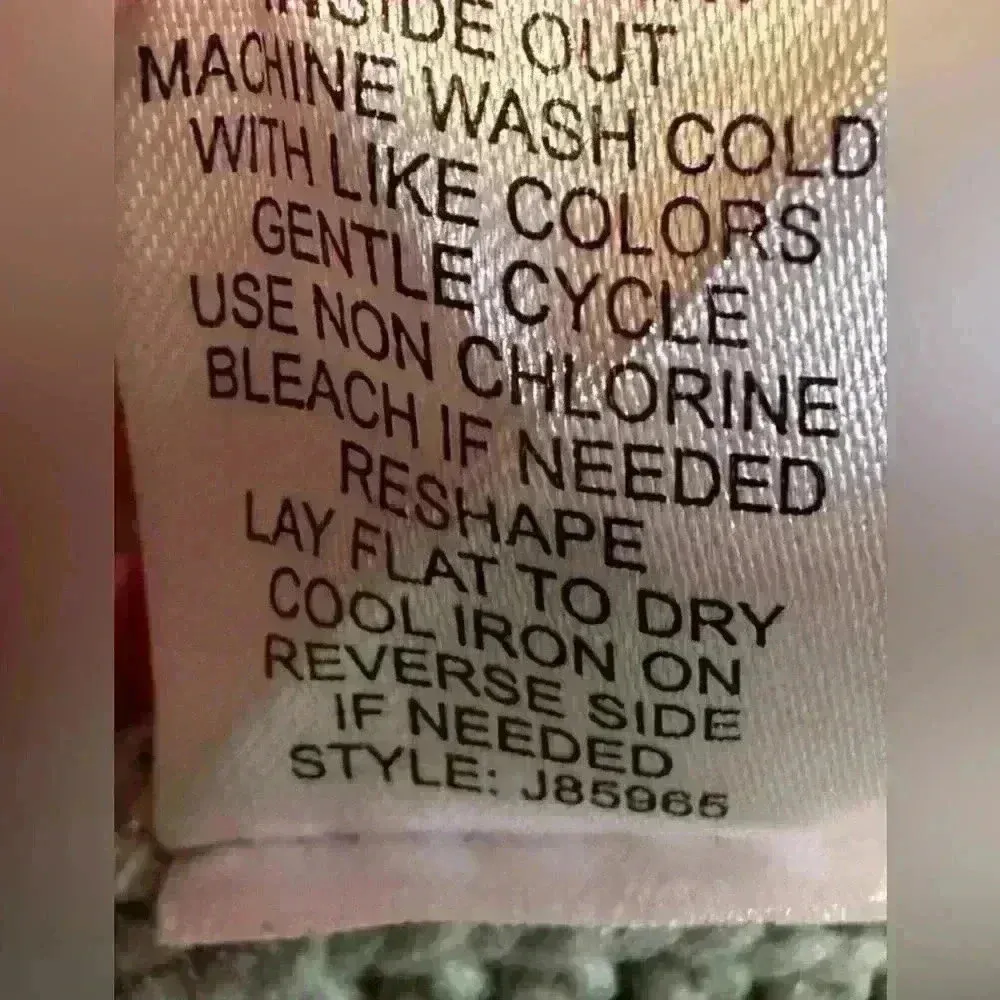 INSIDE OUT
MACHINE WASH COLD
WITH LIKE COLORS
GENTLE CYCLE
USE NON CHLORINE
BLEACH IF NEEDED
RESHAPE
LAY FLAT TO DRY
COOL IRON ON
REVERSE SIDE
IF NEEDED
STYLE: J85965